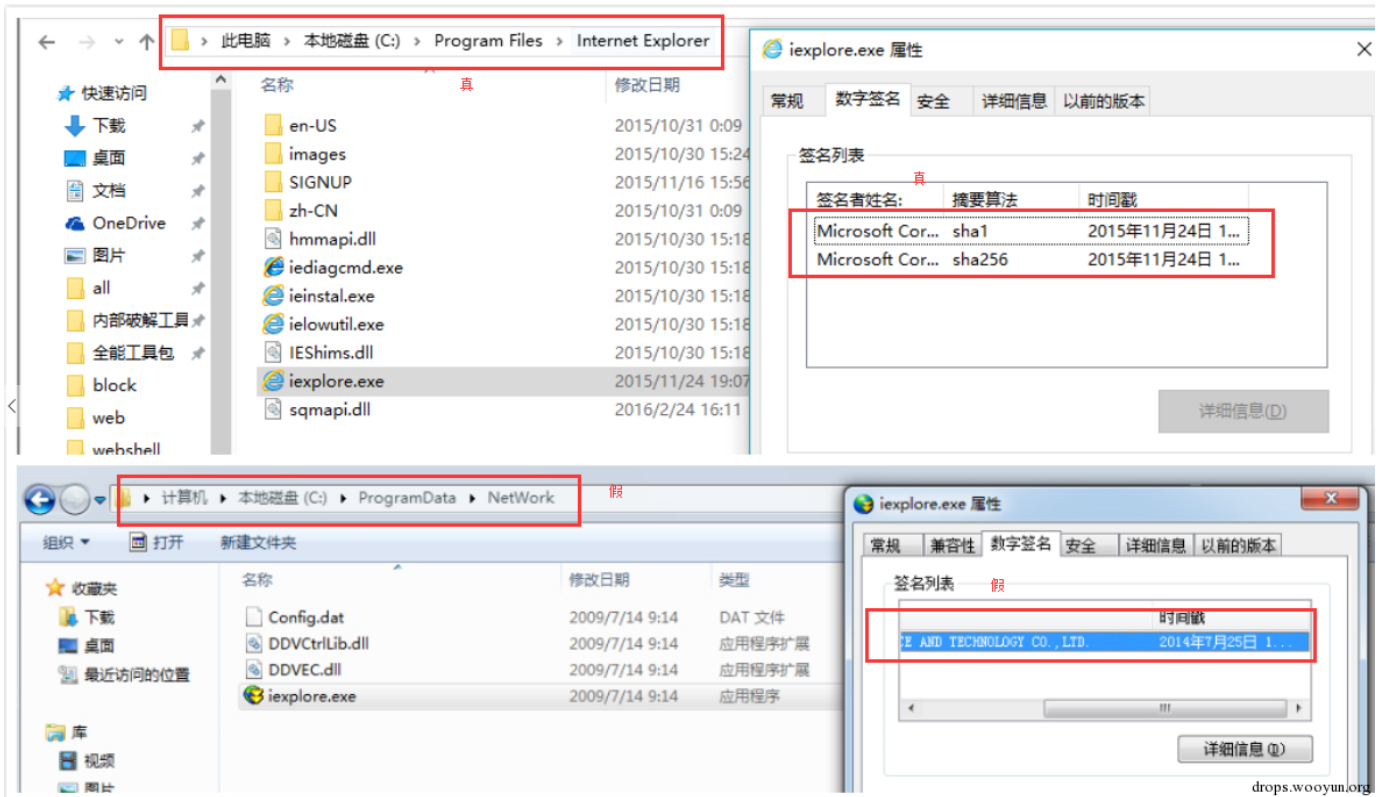 此电脑 > 本地磁盘 (C:) > Program Files > Internet Explorer
名称 真 修改日期
快速访问
下载
桌面
文档
OneDrive
图片
all
内部破解工具
全能工具包
block
web
webshell
en-US 2015/10/31 0:09
images 2015/10/30 15:24
SIGNUP 2015/11/16 15:56
zh-CN 2015/10/31 0:09
hmmapi.dll 2015/10/30 15:18
iediagcmd.exe 2015/10/30 15:18
ieinstal.exe 2015/10/30 15:18
ielowutil.exe 2015/10/30 15:18
IEShims.dll 2015/10/30 15:18
iexplore.exe 2015/11/24 19:07
sqmapi.dll 2016/2/24 16:11
iexplore.exe 属性
常规 数字签名 安全 详细信息 以前的版本
签名列表
真
签名者姓名: 摘要算法 时间戳
Microsoft Cor... sha1 2015年11月24日 1...
Microsoft Cor... sha256 2015年11月24日 1...
详细信息(D)
计算机 本地磁盘 (C:) ProgramData NetWork 假
组织 打开 新建文件夹
收藏夹
下载
桌面
最近访问的位置
库
视频
图片
名称 修改日期 类型
Config.dat 2009/7/14 9:14 DAT 文件
DDVCtrlLib.dll 2009/7/14 9:14 应用程序扩展
DDVEC.dll 2009/7/14 9:14 应用程序扩展
iexplore.exe 2009/7/14 9:14 应用程序
iexplore.exe 属性
常规 兼容性 数字签名 安全 详细信息 以前的版本
签名列表 假
时间戳
CE AND TECHNOLOGY CO.,LTD. 2014年7月25日 1...
详细信息(D)
drops.wooyun.org